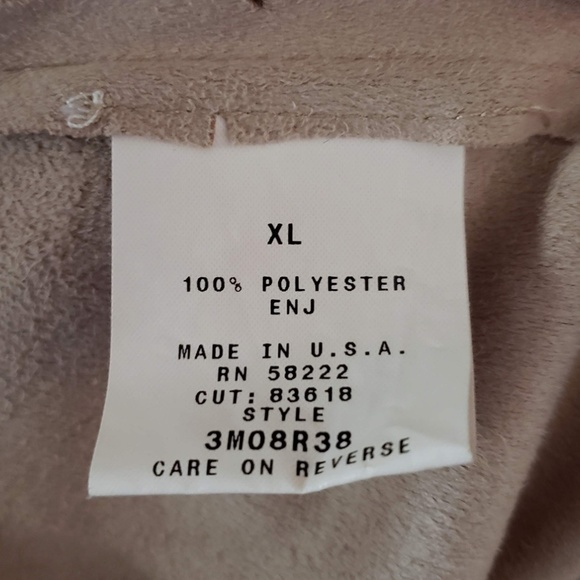 XL
100% POLYESTER
ENJ
MADE IN U.S.A.
RN 58222
CUT: 83618
STYLE
3M08R38
CARE ON REVERSE